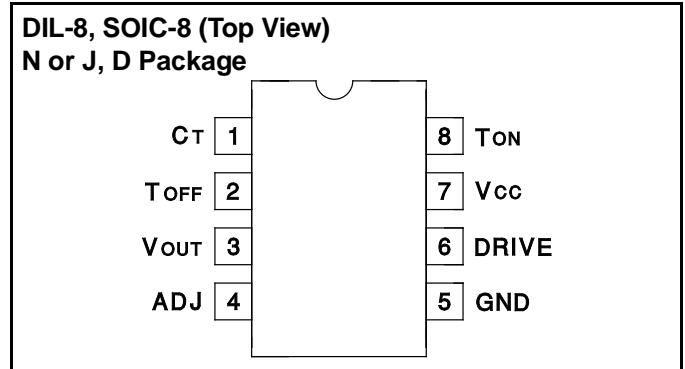 DIL-8, SOIC-8 (Top View)
N or J, D Package
CT 1 8 TON
TOFF 2 7 VCC
VOUT 3 6 DRIVE
ADJ 4 5 GND